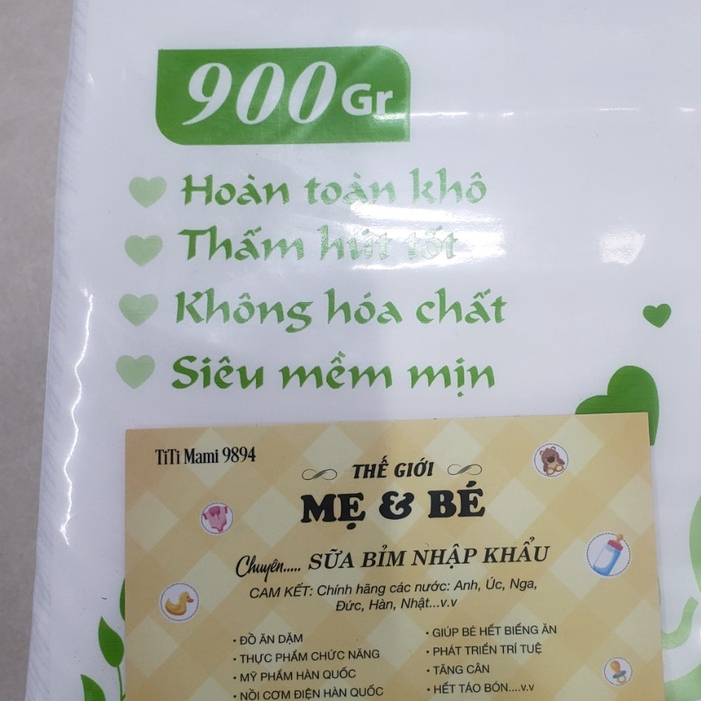 900Gr
Hoàn toàn khô
Thấm hút tốt
Không hóa chất
Siêu mềm mịn
TiTi Mami 9894
THẾ GIỚI
MẸ & BÉ
Chuyên..... SỮA BỈM NHẬP KHẨU
CAM KẾT: Chính hãng các nước: Anh, Úc, Nga,
Đức, Hàn, Nhật...v.v
• ĐỒ ĂN DẶM
• THỰC PHẨM CHỨC NĂNG
• MỸ PHẨM HÀN QUỐC
• NỒI CƠM ĐIỆN HÀN QUỐC
• GIÚP BÉ HẾT BIẾNG ĂN
• PHÁT TRIỂN TRÍ TUỆ
• TĂNG CÂN
• HẾT TÁO BÓN....v.v